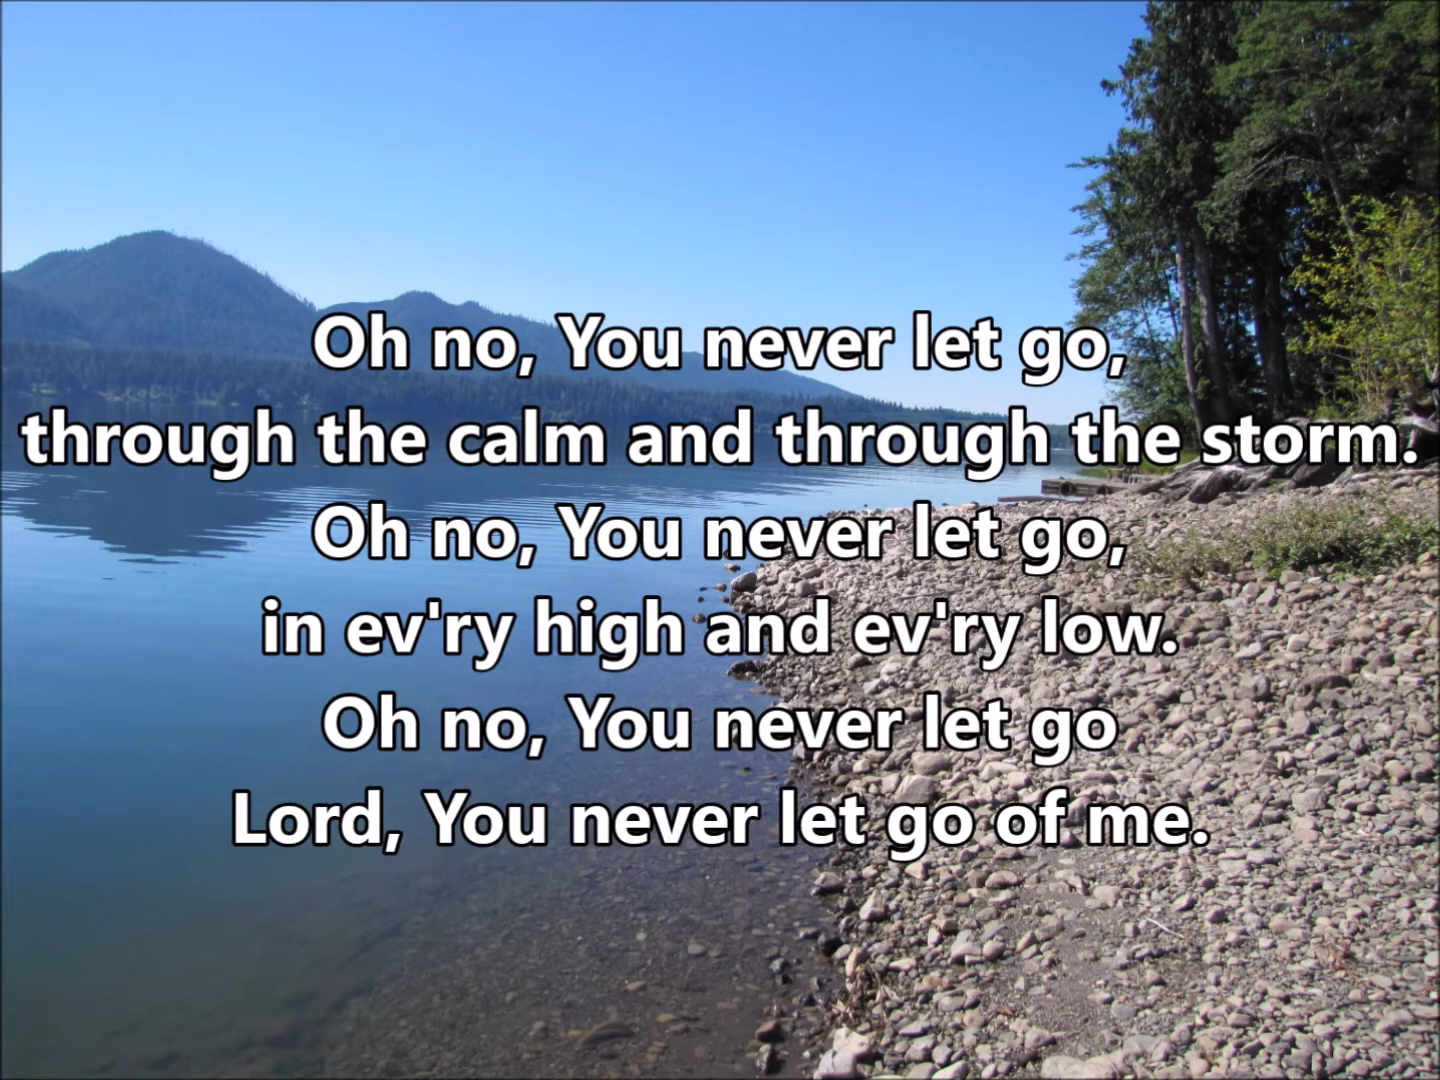 Oh no, You never let go,
through the calm and through the storm.
Oh no, You never let go,
in ev'ry high and ev'ry low.
Oh no, You never let go
Lord, You never let go of me.